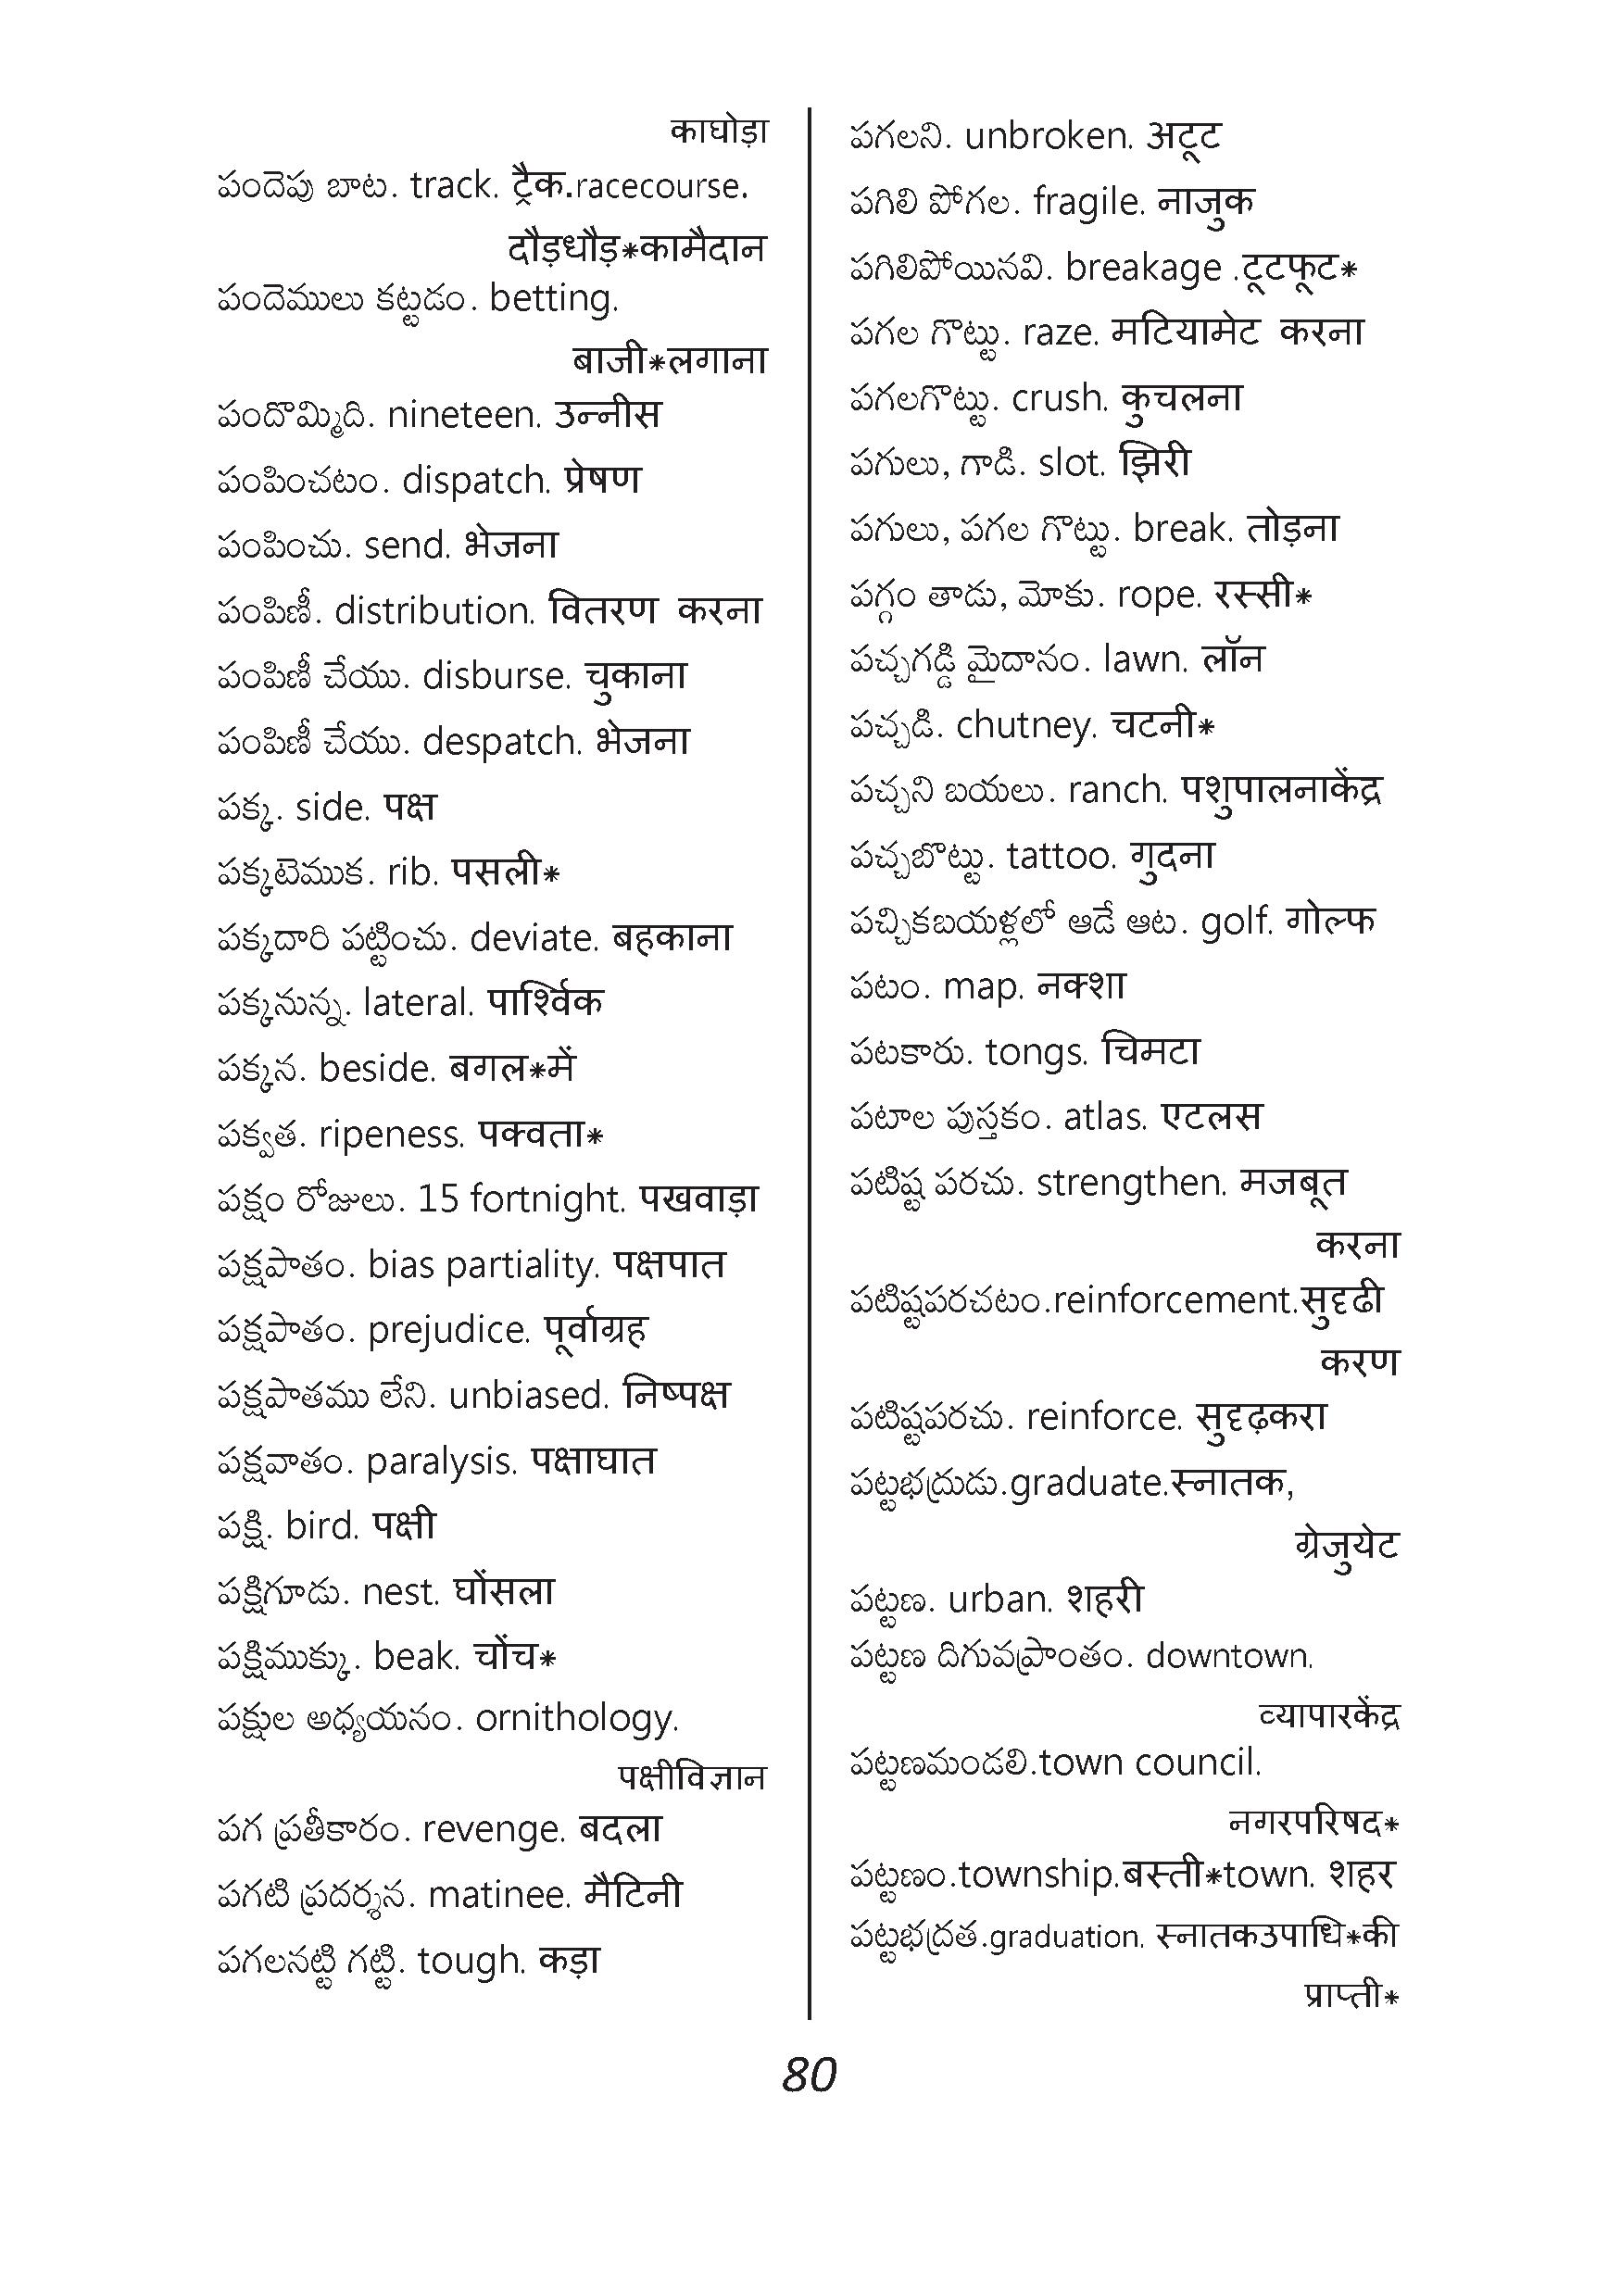 काघोड़ा
పందెపు బాట. track. ट्रैक.racecourse.
दौड़धौड़*कामैदान
పందెములు కట్టడం. betting.
बाजी*लगाना
పందొమ్మిది. nineteen. उन्नीस
పంపించటం. dispatch. प्रेषण
పంపించు. send. भेजना
పంపిణీ. distribution. वितरण करना
పంపిణీ చేయు. disburse. चुकाना
పంపిణీ చేయు. despatch. भेजना
పక్క. side. पक्ष
పక్కటెముక. rib. पसली*
పక్కదారి పట్టించు. deviate. बहकाना
పక్కనున్న. lateral. पार्श्विक
పక్కన. beside. बगल*में
పక్వత. ripeness. पक्वता*
పక్షం రోజులు. 15 fortnight. पखवाड़ा
పక్షపాతం. bias partiality. पक्षपात
పక్షపాతం. prejudice. पूर्वाग्रह
పక్షపాతము లేని. unbiased. निष्पक्ष
పక్షవాతం. paralysis. पक्षाघात
పక్షి. bird. पक्षी
పక్షిగూడు. nest. घोंसला
పక్షిముక్కు. beak. चोंच*
పక్షుల అధ్యయనం. ornithology.
पक्षीविज्ञान
పగ ప్రతీకారం. revenge. बदला
పగటి ప్రదర్శన. matinee. मैटिनी
పగలనట్టి గట్టి. tough. कड़ा
పగలని. unbroken. अटूट
పగిలి పోగల. fragile. नाजुक
పగిలిపోయినవి. breakage .टूटफूट*
పగల గొట్టు. raze. मटियामेट करना
పగలగొట్టు. crush. कुचलना
పగులు, గాడి. slot. झिरी
పగులు, పగల గొట్టు. break. तोड़ना
పగ్గం తాడు, మోకు. rope. रस्सी*
పచ్చగడ్డి మైదానం. lawn. लॉन
పచ్చడి. chutney. चटनी*
పచ్చని బయలు. ranch. पशुपालनाकेंद्र
పచ్చబొట్టు. tattoo. गुदना
పచ్చికబయళ్లలో ఆడే ఆట. golf. गोल्फ
పటం. map. नक्शा
పటకారు. tongs. चिमटा
పటాల పుస్తకం. atlas. एटलस
పటిష్ట పరచు. strengthen. मजबूत
करना
పటిష్టపరచటం.reinforcement.सुदृढी
करण
పటిష్టపరచు. reinforce. सुदृढ़करा
పట్టభద్రుడు.graduate.स्नातक,
ग्रेजुयेट
పట్టణ. urban. शहरी
పట్టణ దిగువప్రాంతం. downtown.
व्यापारकेंद्र
పట్టణమండలి.town council.
नगरपरिषद*
పట్టణం.township.बस्ती*town. शहर
పట్టభద్రత.graduation. स्नातकउपाधि*की
प्राप्ती*
80